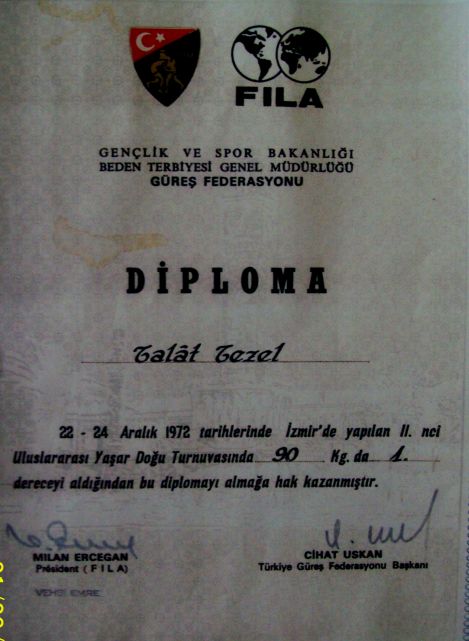 FILA
GENÇLİK VE SPOR BAKANLIĞI
BEDEN TERBİYESİ GENEL MÜDÜRLÜĞÜ
GÜREŞ FEDERASYONU
DİPLOMA
Talât Tezel
22 - 24 Aralık 1972 tarihlerinde İzmir'de yapılan II. nci
Uluslararası Yaşar Doğu Turnuvasında 90 Kg. da 1.
dereceyi aldığından bu diplomayı almağa hak kazanmıştır.
MILAN ERCEGAN
Président ( F I L A )
CİHAT USKAN
Türkiye Güreş Federasyonu Başkanı
VEHBİ EMRE